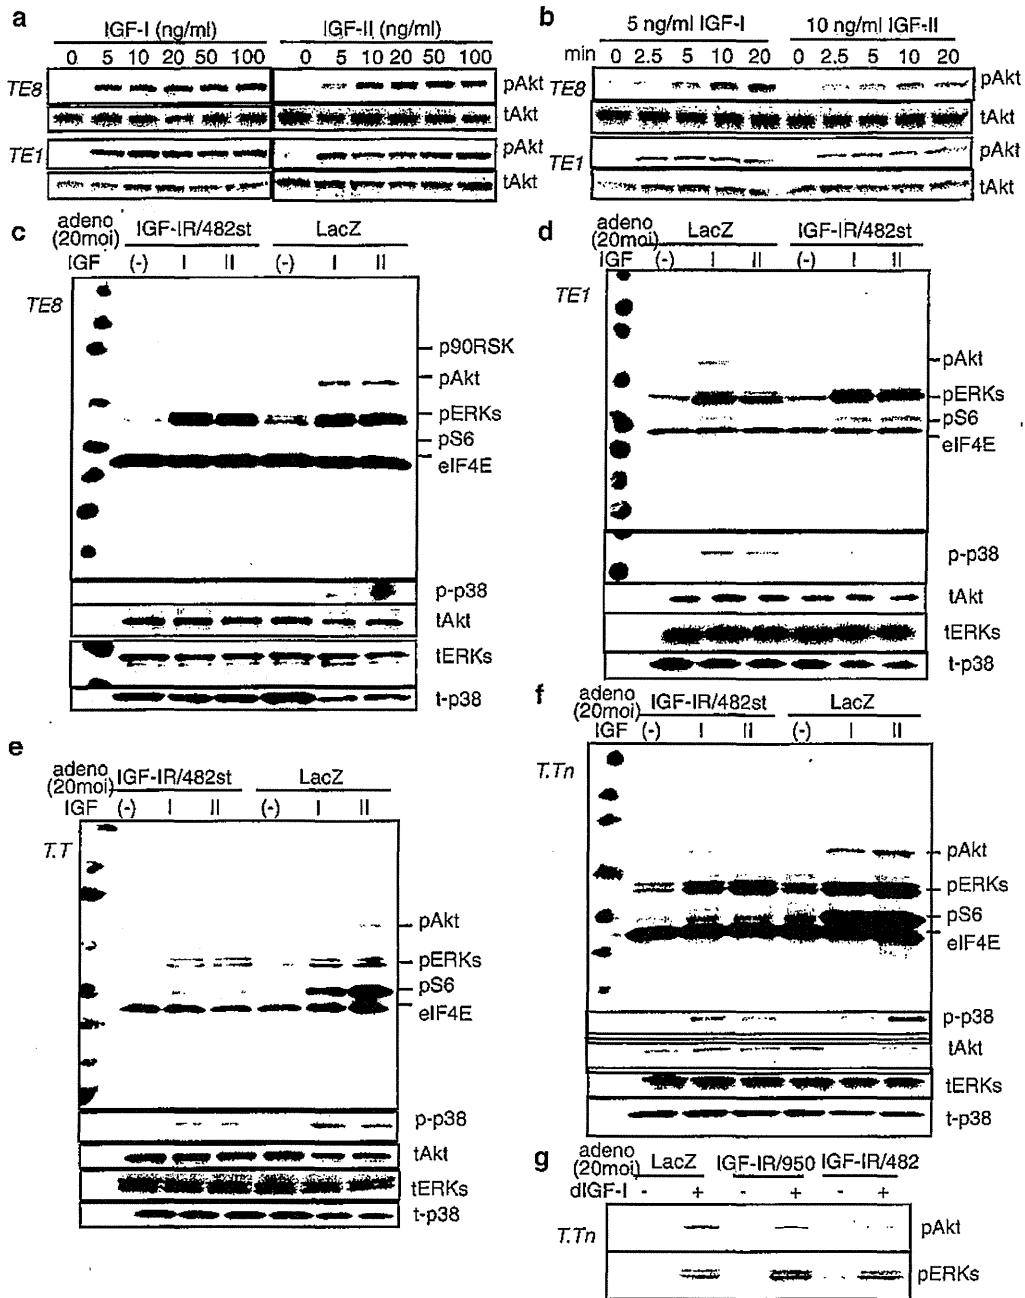 a
IGF-I (ng/ml) IGF-II (ng/ml)
0 5 10 20 50 100 0 5 10 20 50 100
TE8 pAkt
tAkt
TE1 pAkt
tAkt
b
5 ng/ml IGF-I 10 ng/ml IGF-II
min 0 2.5 5 10 20 0 2.5 5 10 20
TE8 pAkt
tAkt
TE1 pAkt
tAkt
c
adeno (20moi) IGF-IR/482st LacZ
IGF (-) I II (-) I II
TE8
p90RSK
pAkt
pERKs
pS6
eIF4E
p-p38
tAkt
tERKs
t-p38
d
adeno (20moi) LacZ IGF-IR/482st
IGF (-) I II (-) I II
TE1
pAkt
pERKs
pS6
eIF4E
p-p38
tAkt
tERKs
t-p38
e
adeno (20moi) IGF-IR/482st LacZ
IGF (-) I II (-) I II
T.T
pAkt
pERKs
pS6
eIF4E
p-p38
tAkt
tERKs
t-p38
f
adeno (20moi) IGF-IR/482st LacZ
IGF (-) I II (-) I II
T.Tn
pAkt
pERKs
pS6
eIF4E
p-p38
tAkt
tERKs
t-p38
g
adeno (20moi) LacZ IGF-IR/950 IGF-IR/482
dIGF-I - + - + - +
T.Tn pAkt
pERKs